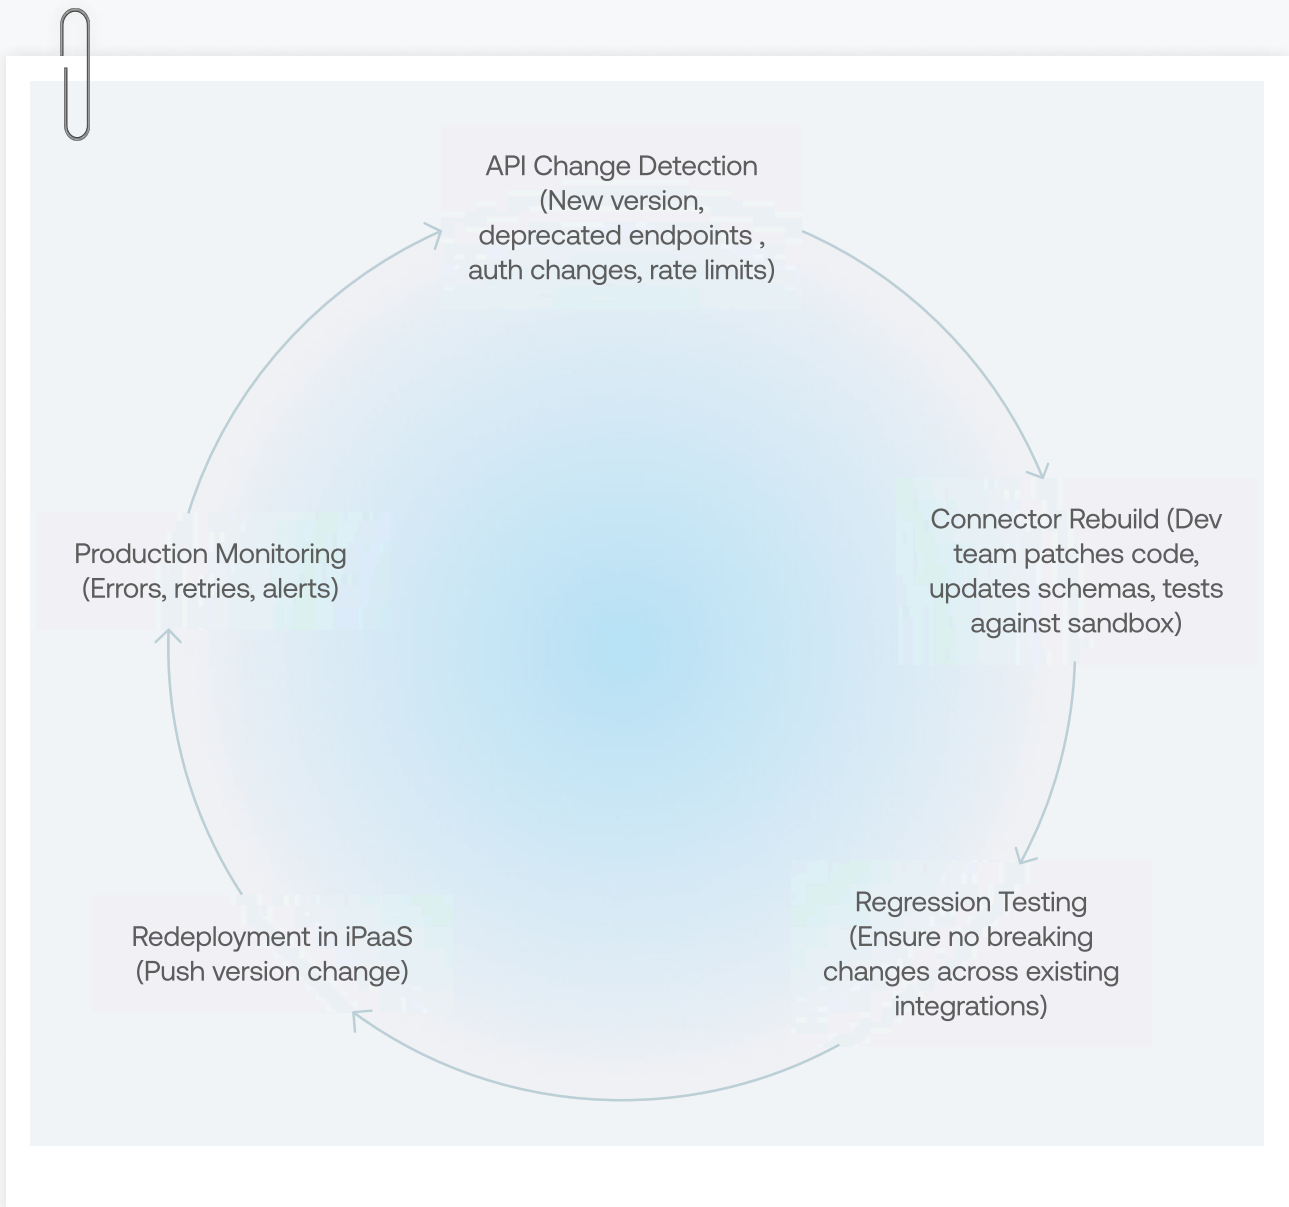 API Change Detection
(New version,
deprecated endpoints ,
auth changes, rate limits)
Connector Rebuild (Dev
team patches code,
updates schemas, tests
against sandbox)
Regression Testing
(Ensure no breaking
changes across existing
integrations)
Redeployment in iPaaS
(Push version change)
Production Monitoring
(Errors, retries, alerts)